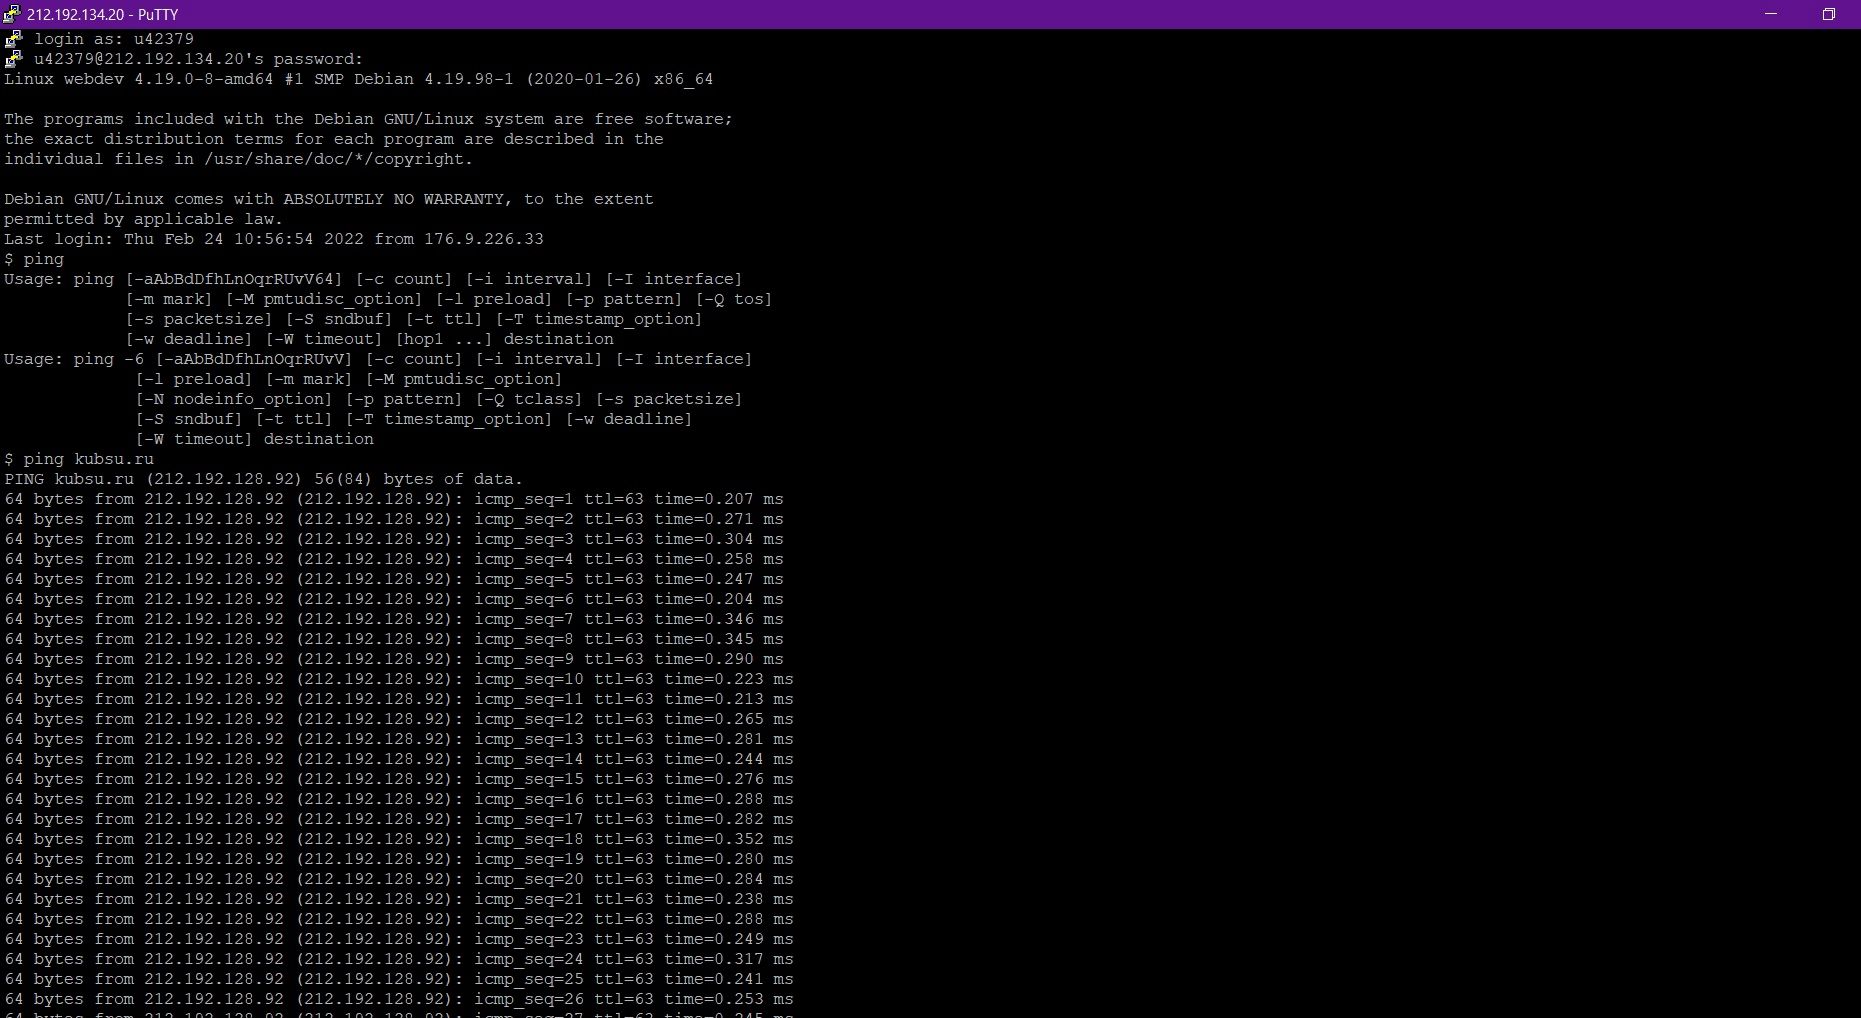 212.192.134.20 - PuTTY
login as: u42379
u42379@212.192.134.20's password:
Linux webdev 4.19.0-8-amd64 #1 SMP Debian 4.19.98-1 (2020-01-26) x86_64
The programs included with the Debian GNU/Linux system are free software;
the exact distribution terms for each program are described in the
individual files in /usr/share/doc/*/copyright.
Debian GNU/Linux comes with ABSOLUTELY NO WARRANTY, to the extent
permitted by applicable law.
Last login: Thu Feb 24 10:56:54 2022 from 176.9.226.33
$ ping
Usage: ping [-aAbBdDfhLnOqrRUvV64] [-c count] [-i interval] [-I interface]
[-m mark] [-M pmtudisc_option] [-l preload] [-p pattern] [-Q tos]
[-s packetsize] [-S sndbuf] [-t ttl] [-T timestamp_option]
[-w deadline] [-W timeout] [hop1 ...] destination
Usage: ping -6 [-aAbBdDfhLnOqrRUvV] [-c count] [-i interval] [-I interface]
[-l preload] [-m mark] [-M pmtudisc_option]
[-N nodeinfo_option] [-p pattern] [-Q tclass] [-s packetsize]
[-S sndbuf] [-t ttl] [-T timestamp_option] [-w deadline]
[-W timeout] destination
$ ping kubsu.ru
PING kubsu.ru (212.192.128.92) 56(84) bytes of data.
64 bytes from 212.192.128.92 (212.192.128.92): icmp_seq=1 ttl=63 time=0.207 ms
64 bytes from 212.192.128.92 (212.192.128.92): icmp_seq=2 ttl=63 time=0.271 ms
64 bytes from 212.192.128.92 (212.192.128.92): icmp_seq=3 ttl=63 time=0.304 ms
64 bytes from 212.192.128.92 (212.192.128.92): icmp_seq=4 ttl=63 time=0.258 ms
64 bytes from 212.192.128.92 (212.192.128.92): icmp_seq=5 ttl=63 time=0.247 ms
64 bytes from 212.192.128.92 (212.192.128.92): icmp_seq=6 ttl=63 time=0.204 ms
64 bytes from 212.192.128.92 (212.192.128.92): icmp_seq=7 ttl=63 time=0.346 ms
64 bytes from 212.192.128.92 (212.192.128.92): icmp_seq=8 ttl=63 time=0.345 ms
64 bytes from 212.192.128.92 (212.192.128.92): icmp_seq=9 ttl=63 time=0.290 ms
64 bytes from 212.192.128.92 (212.192.128.92): icmp_seq=10 ttl=63 time=0.223 ms
64 bytes from 212.192.128.92 (212.192.128.92): icmp_seq=11 ttl=63 time=0.213 ms
64 bytes from 212.192.128.92 (212.192.128.92): icmp_seq=12 ttl=63 time=0.265 ms
64 bytes from 212.192.128.92 (212.192.128.92): icmp_seq=13 ttl=63 time=0.281 ms
64 bytes from 212.192.128.92 (212.192.128.92): icmp_seq=14 ttl=63 time=0.244 ms
64 bytes from 212.192.128.92 (212.192.128.92): icmp_seq=15 ttl=63 time=0.276 ms
64 bytes from 212.192.128.92 (212.192.128.92): icmp_seq=16 ttl=63 time=0.288 ms
64 bytes from 212.192.128.92 (212.192.128.92): icmp_seq=17 ttl=63 time=0.282 ms
64 bytes from 212.192.128.92 (212.192.128.92): icmp_seq=18 ttl=63 time=0.352 ms
64 bytes from 212.192.128.92 (212.192.128.92): icmp_seq=19 ttl=63 time=0.280 ms
64 bytes from 212.192.128.92 (212.192.128.92): icmp_seq=20 ttl=63 time=0.284 ms
64 bytes from 212.192.128.92 (212.192.128.92): icmp_seq=21 ttl=63 time=0.238 ms
64 bytes from 212.192.128.92 (212.192.128.92): icmp_seq=22 ttl=63 time=0.288 ms
64 bytes from 212.192.128.92 (212.192.128.92): icmp_seq=23 ttl=63 time=0.249 ms
64 bytes from 212.192.128.92 (212.192.128.92): icmp_seq=24 ttl=63 time=0.317 ms
64 bytes from 212.192.128.92 (212.192.128.92): icmp_seq=25 ttl=63 time=0.241 ms
64 bytes from 212.192.128.92 (212.192.128.92): icmp_seq=26 ttl=63 time=0.253 ms